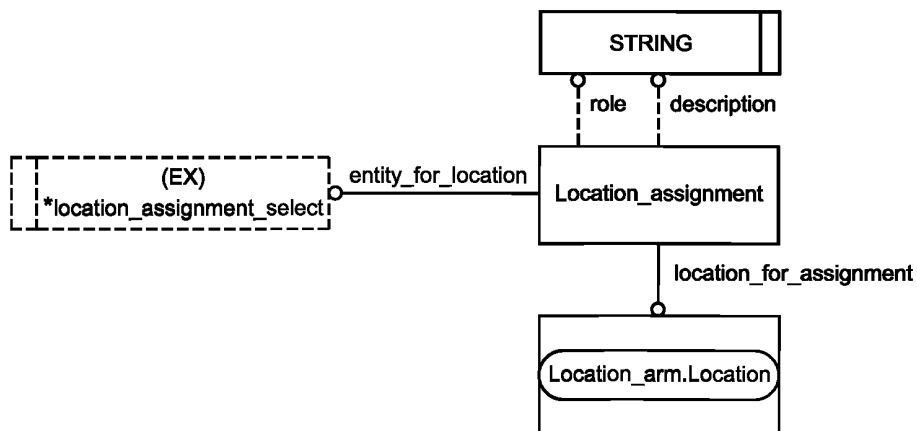 STRING
role
description
(EX)
*location_assignment_select
entity_for_location
Location_assignment
location_for_assignment
Location_arm.Location